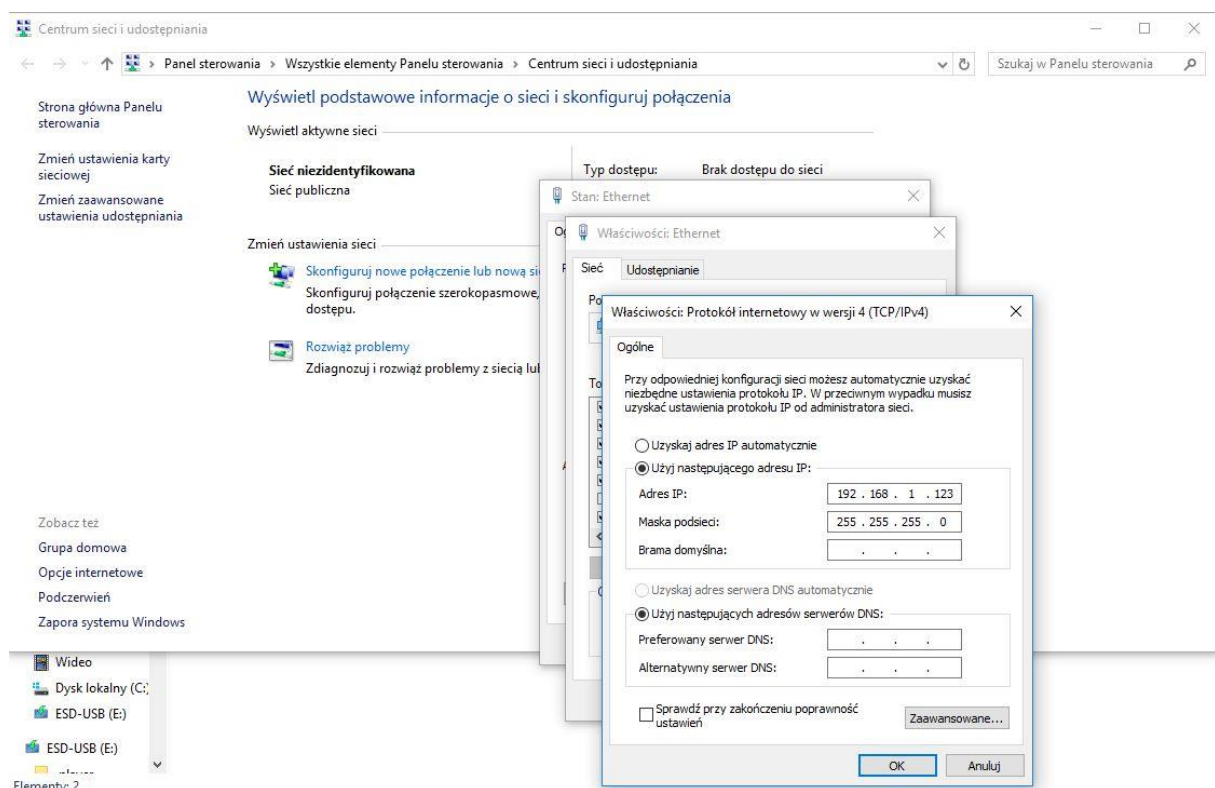 Centrum sieci i udostępniania
Panel sterowania > Wszystkie elementy Panelu sterowania > Centrum sieci i udostępniania
Szukaj w Panelu sterowania
Strona główna Panelu
sterowania
Zmień ustawienia karty
sieciowej
Zmień zaawansowane
ustawienia udostępniania
Wyświetl podstawowe informacje o sieci i skonfiguruj połączenia
Wyświetl aktywne sieci
Sieć niezidentyfikowana
Sieć publiczna
Typ dostępu: Brak dostępu do sieci
Zmień ustawienia sieci
Skonfiguruj nowe połączenie lub nową
Skonfiguruj połączenie szerokopasmowe,
dostępu.
Rozwiąż problemy
Zdiagnozuj i rozwiąż problemy z siecią
Zobacz też
Grupa domowa
Opcje internetowe
Podczerwień
Zapora systemu Windows
Wideo
Dysk lokalny (C:)
ESD-USB (E:)
ESD-USB (E:)
Elementy: 2
Stan: Ethernet
Właściwości: Ethernet
Sieć
Udostępnianie
Właściwości: Protokół internetowy w wersji 4 (TCP/IPv4)
Ogólne
Przy odpowiedniej konfiguracji sieci możesz automatycznie uzyskać
niezbędne ustawienia protokołu IP. W przeciwnym wypadku musisz
uzyskać ustawienia protokołu IP od administratora sieci.
Uzyskaj adres IP automatycznie
Użyj następującego adresu IP:
Adres IP: 192 . 168 . 1 . 123
Maska podsieci: 255 . 255 . 255 . 0
Brama domyślna: . . .
Uzyskaj adres serwera DNS automatycznie
Użyj następujących adresów serwerów DNS:
Preferowany serwer DNS: . . .
Alternatywny serwer DNS: . . .
Sprawdź przy zakończeniu poprawność
ustawień
Zaawansowane...
OK
Anuluj